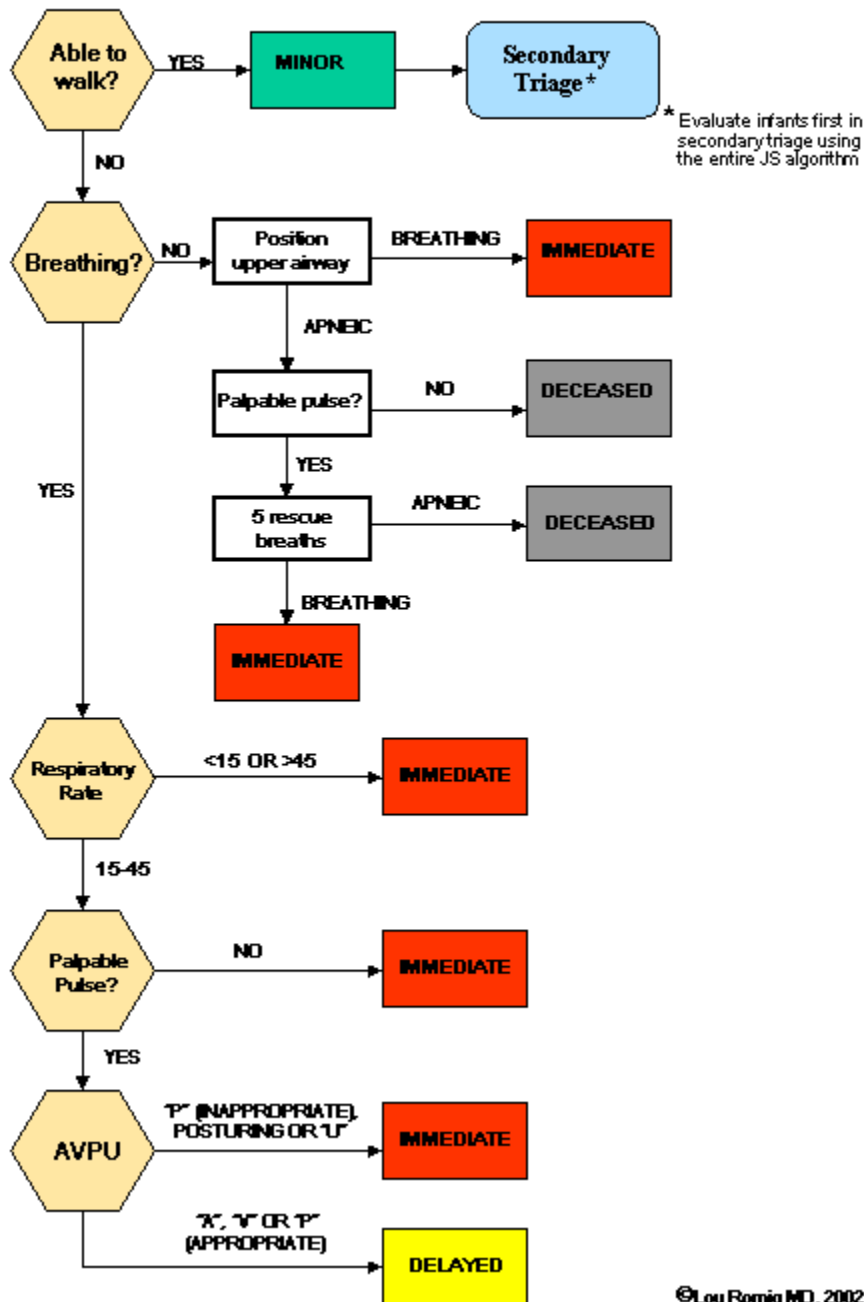 Able to
walk?
YES
MINOR
Secondary
Triage*
* Evaluate infants first in
secondary triage using
the entire JS algorithm
NO
Breathing?
NO
Position
upper airway
BREATHING
IMMEDIATE
APNEIC
Palpable pulse?
NO
DECEASED
YES
YES
5 rescue
breaths
APNEIC
DECEASED
BREATHING
IMMEDIATE
Respiratory
Rate
<15 OR >45
IMMEDIATE
15-45
Palpable
Pulse?
NO
IMMEDIATE
YES
AVPU
"P" (INAPPROPRIATE),
POSTURING OR "U"
IMMEDIATE
"A", "V" OR "P"
(APPROPRIATE)
DELAYED
©Lou Romig MD, 2002